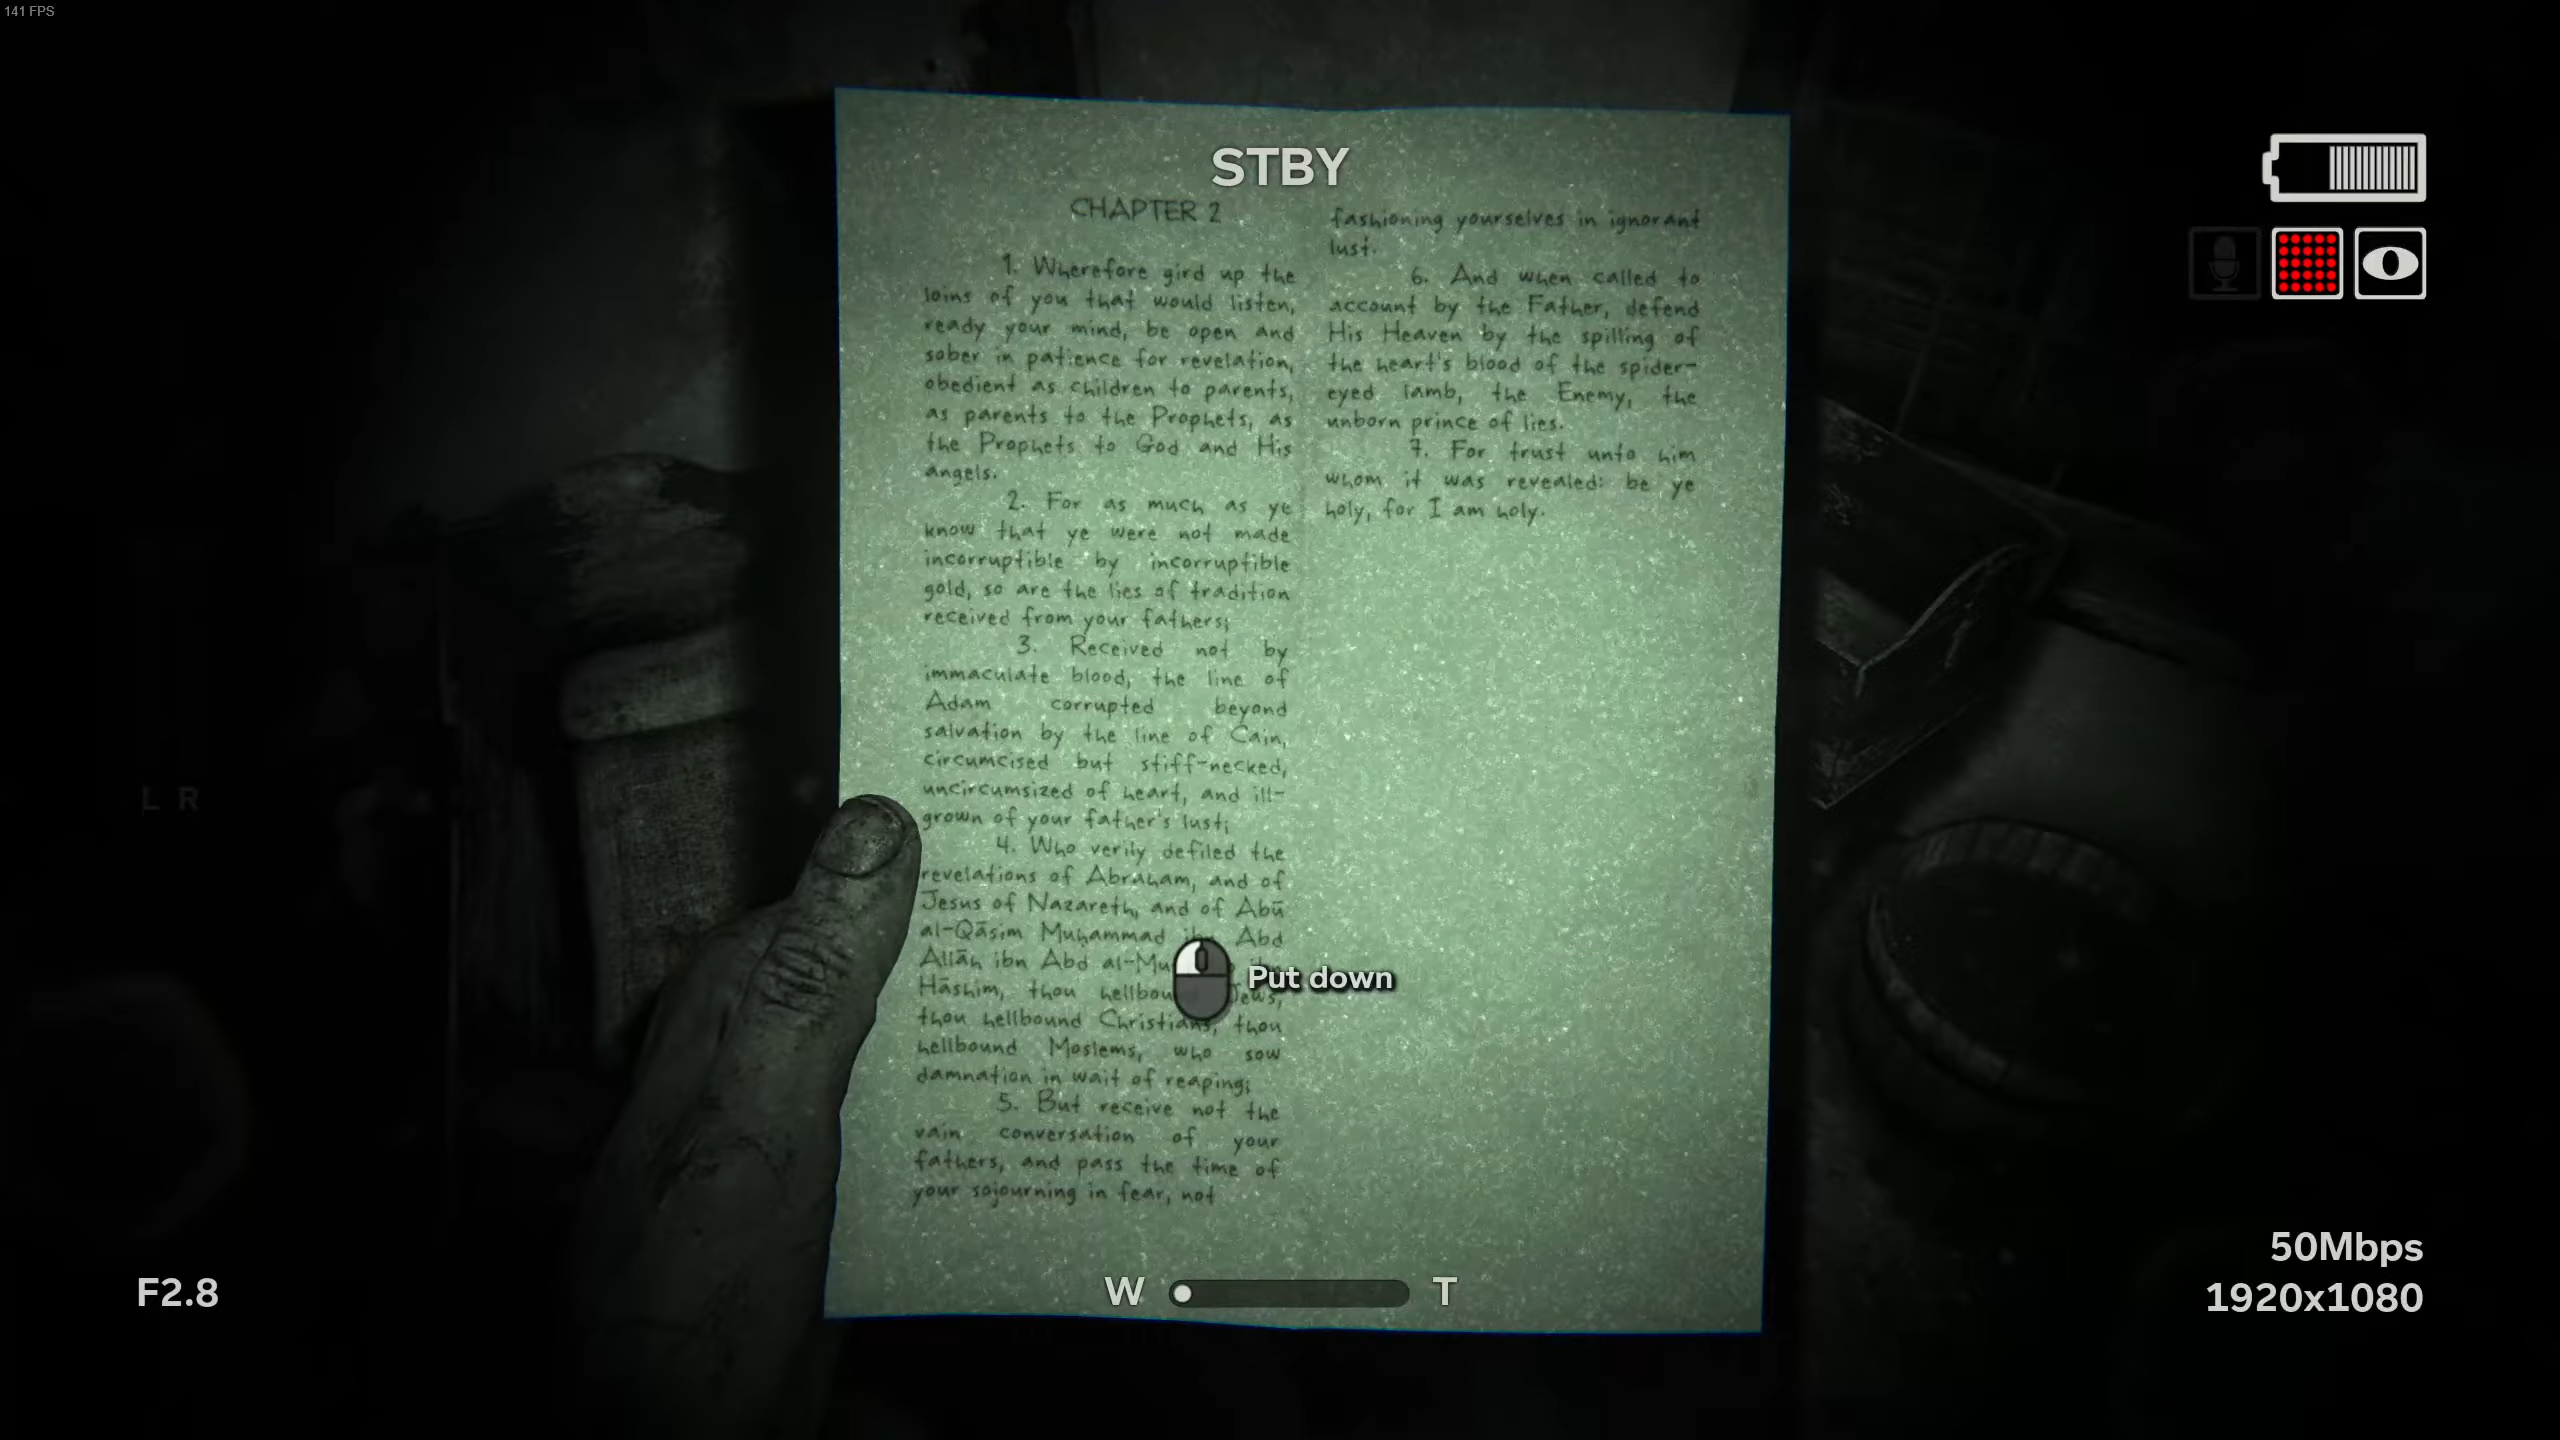 141 FPS
STBY
CHAPTER 2
1. Wherefore gird up the
loins of you that would listen,
ready your mind, be open and
sober in patience for revelation,
obedient as children to parents,
as parents to the Prophets, as
the Prophets to God and His
angels.
2. For as much as ye
know that ye were not made
incorruptible by incorruptible
gold, so are the lies of tradition
received from your fathers;
3. Received not by
immaculate blood, the line of
Adam corrupted beyond
salvation by the line of Cain,
circumcised but stiff-necked,
uncircumsized of heart, and ill-
grown of your father's lust;
4. Who verily defiled the
revelations of Abraham, and of
Jesus of Nazareth, and of Abū
al-Qāsim Muhammad Abd
Allāh ibn Abd
Hāshim, thou Jews,
thou hellbound Christians, thou
hellbound Moslems, who sow
damnation in wait of reaping;
5. But receive not the
vain conversation of your
fathers, and pass the time of
your sojourning in fear, not
fashioning yourselves in ignorant
lust.
6. And when called to
account by the Father, defend
His Heaven by the spilling of
the heart's blood of the spider-
eyed lamb, the Enemy, the
unborn prince of lies.
7. For trust unto him
whom it was revealed: be ye
holy, for I am holy.
Put down
L R
F2.8
W T
50Mbps
1920x1080